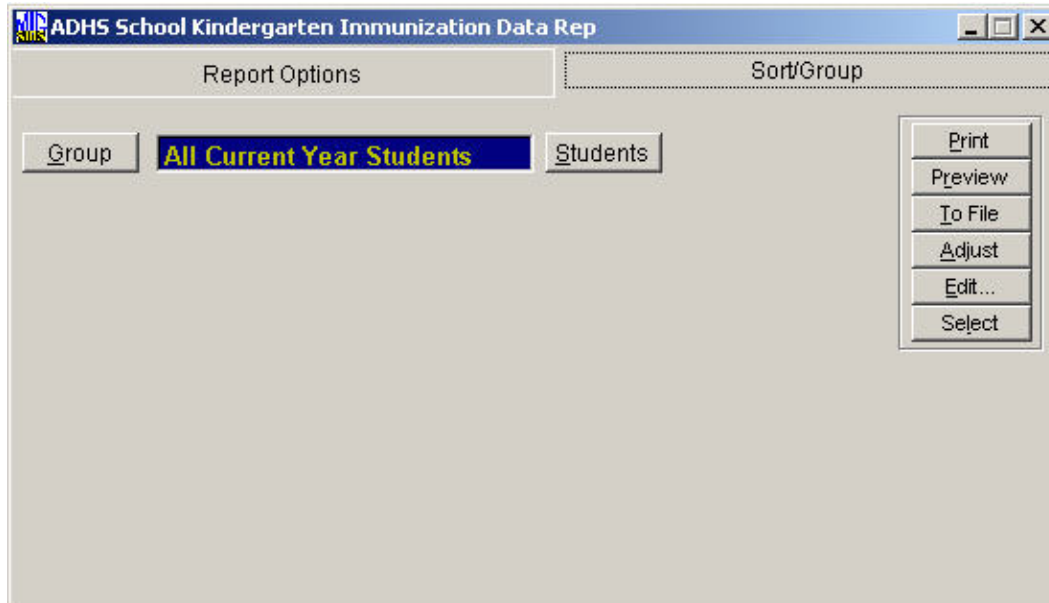 ADHS School Kindergarten Immunization Data Rep
Report Options
Sort/Group
Group
All Current Year Students
Students
Print
Preview
To File
Adjust
Edit...
Select